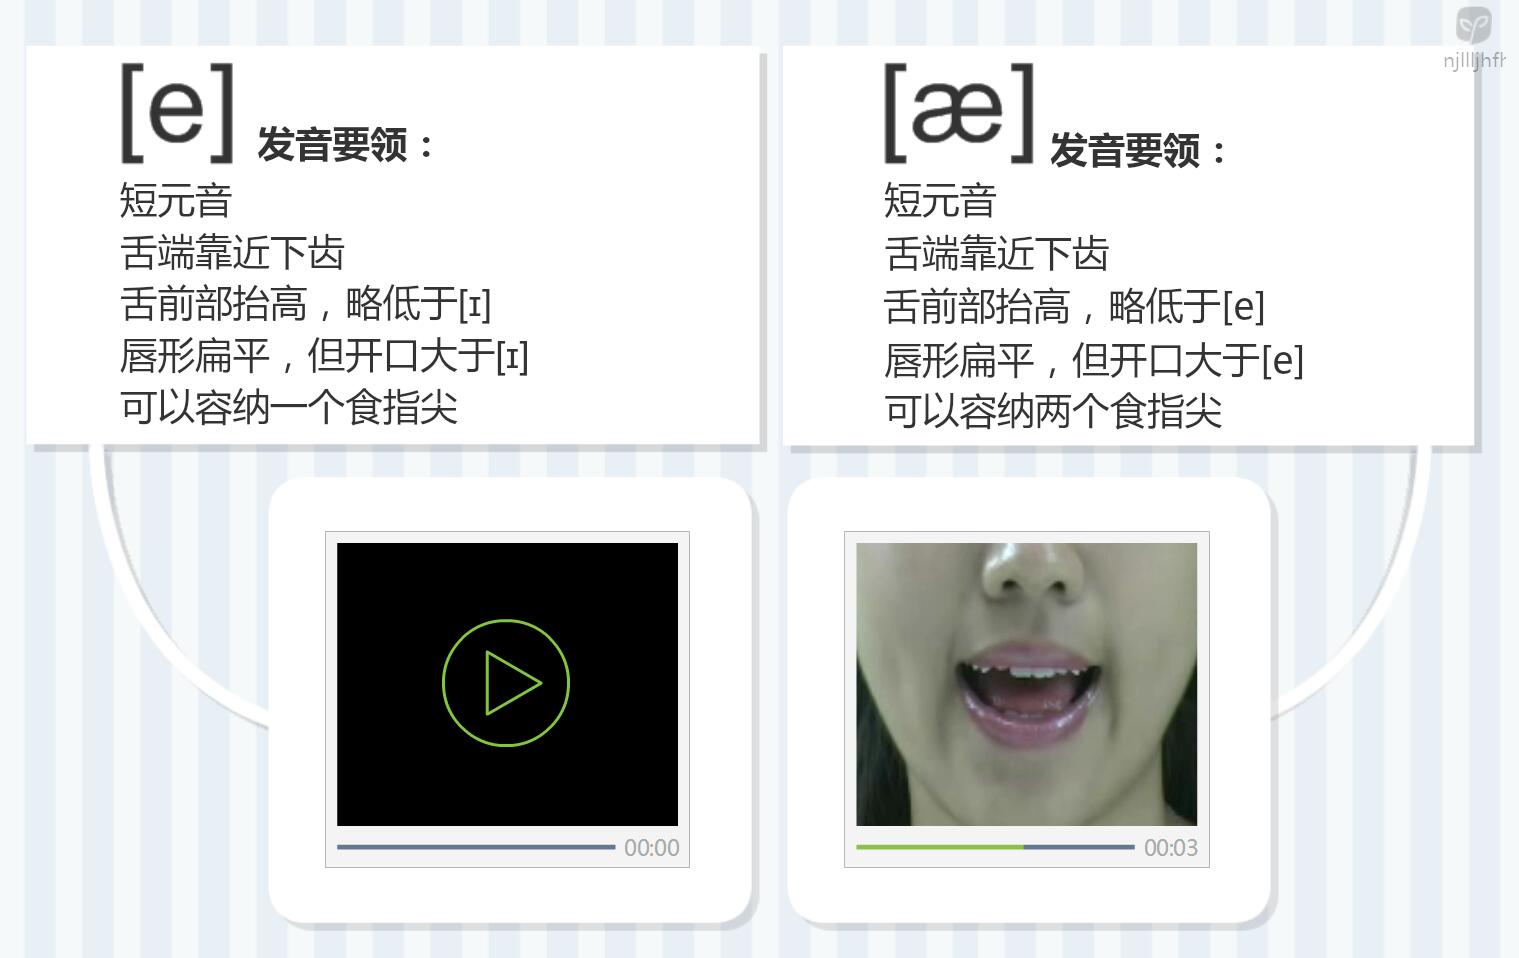 [e] 发音要领：
短元音
舌端靠近下齿
舌前部抬高，略低于[ɪ]
唇形扁平，但开口大于[ɪ]
可以容纳一个食指尖
[æ] 发音要领：
短元音
舌端靠近下齿
舌前部抬高，略低于[e]
唇形扁平，但开口大于[e]
可以容纳两个食指尖
00:00
00:03